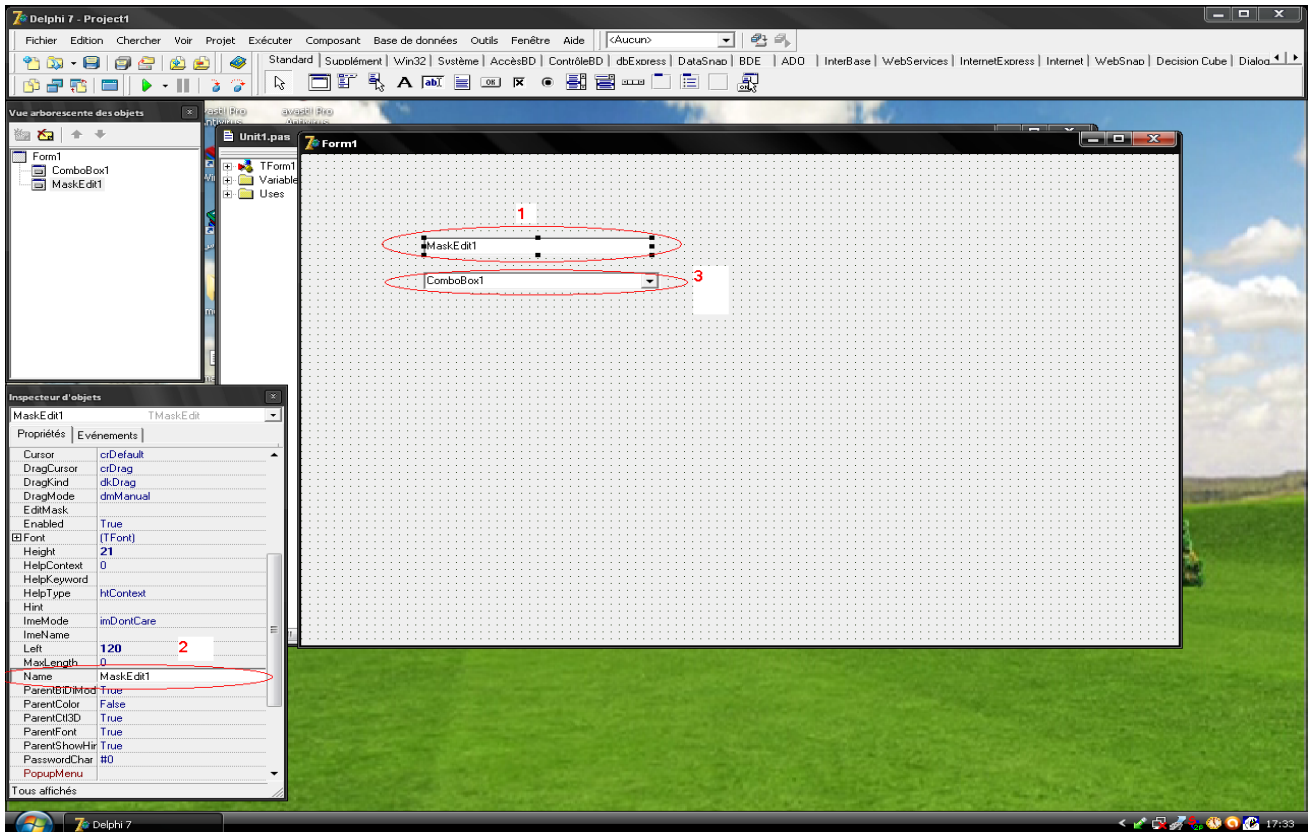 Delphi 7 - Project1
Fichier Edition Chercher Voir Projet Exécuter Composant Base de données Outils Fenêtre Aide <Aucun>
Standard Supplément Win32 Système AccèsBD ContrôleBD dbExpress DataSnap BDE ADO InterBase WebServices InternetExpress Internet WebSnap Decision Cube Dialog
Vue arborescente des objets
Form1
ComboBox1
MaskEdit1
avast! Pro
Unit1.pas
TForm1
Variable
Uses
Form1
1
MaskEdit1
ComboBox1
3
Inspecteur d'objets
MaskEdit1 TMaskEdit
Propriétés Evénements
Cursor crDefault
DragCursor crDrag
DragKind dkDrag
DragMode dmManual
EditMask
Enabled True
Font (TFont)
Height 21
HelpContext 0
HelpKeyword
HelpType htContext
Hint
ImeMode imDontCare
ImeName
Left 120
2
MaxLength 0
Name MaskEdit1
ParentBiDiMod True
ParentColor False
ParentCtl3D True
ParentFont True
ParentShowHir True
PasswordChar #0
PopupMenu
Tous affichés
Delphi 7
17:33